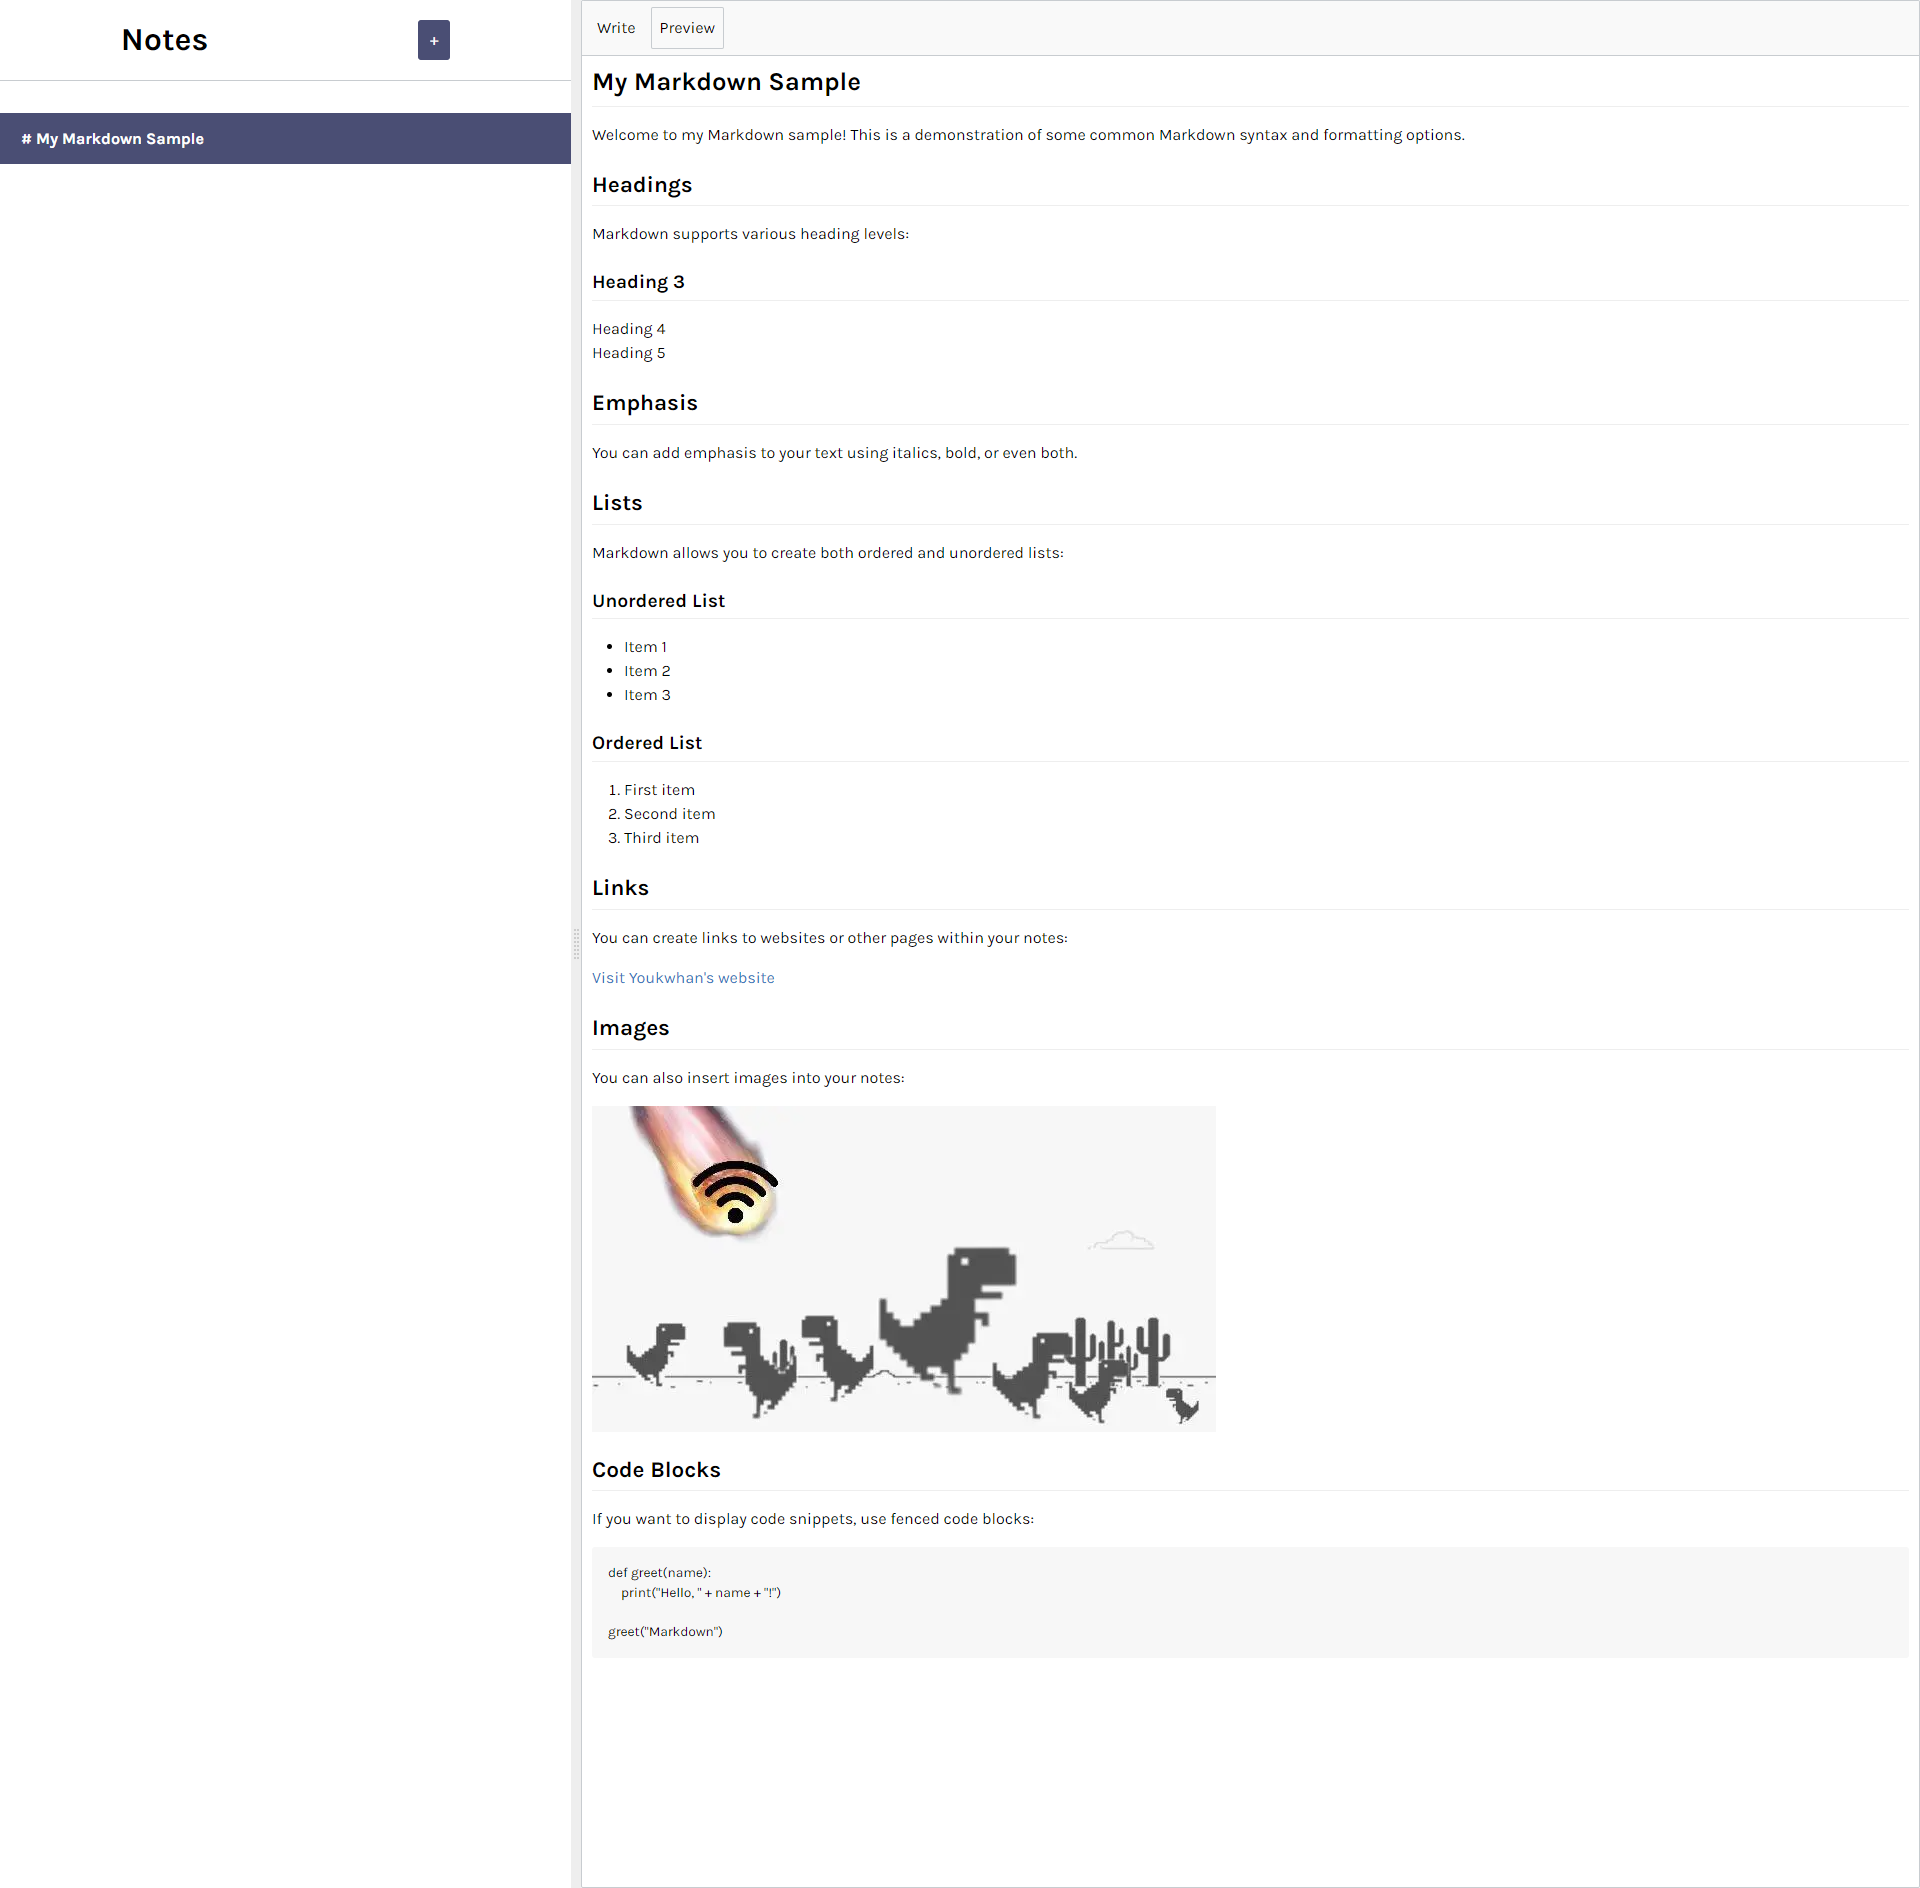 Notes
+
# My Markdown Sample
Write
Preview
My Markdown Sample
Welcome to my Markdown sample! This is a demonstration of some common Markdown syntax and formatting options.
Headings
Markdown supports various heading levels:
Heading 3
Heading 4
Heading 5
Emphasis
You can add emphasis to your text using italics, bold, or even both.
Lists
Markdown allows you to create both ordered and unordered lists:
Unordered List
• Item 1
• Item 2
• Item 3
Ordered List
1. First item
2. Second item
3. Third item
Links
You can create links to websites or other pages within your notes:
Visit Youkwhan's website
Images
You can also insert images into your notes:
Code Blocks
If you want to display code snippets, use fenced code blocks:
def greet(name):
    print("Hello, " + name + "!")
greet("Markdown")